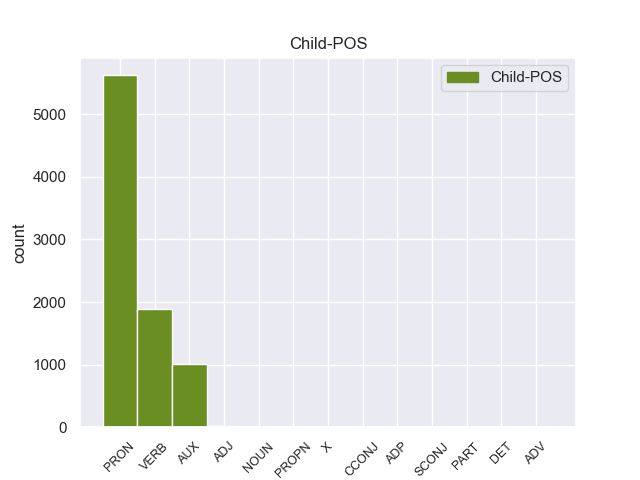 Child-POS
Child-POS
count
5000
4000
3000
2000
1000
0
PRON VERB AUX ADJ NOUN PROPN X CCONJ ADP SCONJ PART DET ADV